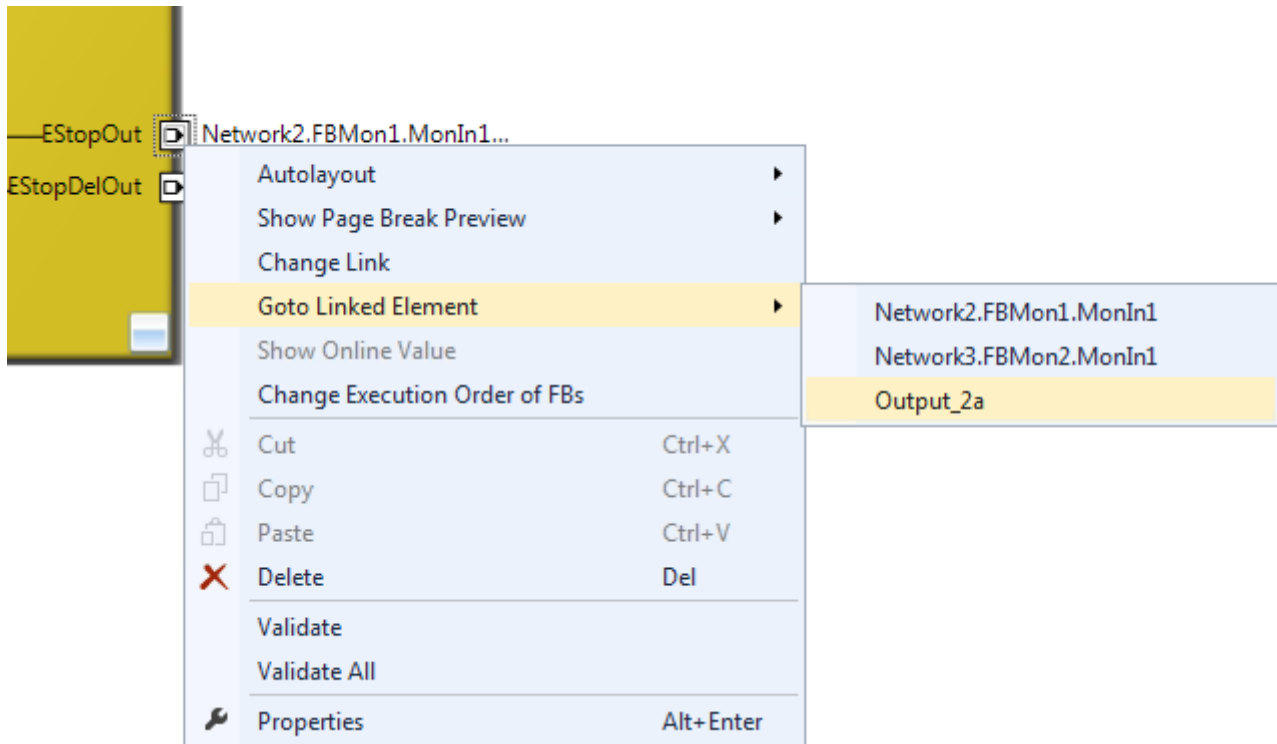 EStopOut Network2.FBMon1.MonIn1...
EStopDelOut
Autolayout
Show Page Break Preview
Change Link
Goto Linked Element
Network2.FBMon1.MonIn1
Network3.FBMon2.MonIn1
Output_2a
Show Online Value
Change Execution Order of FBs
Cut Ctrl+X
Copy Ctrl+C
Paste Ctrl+V
Delete Del
Validate
Validate All
Properties Alt+Enter